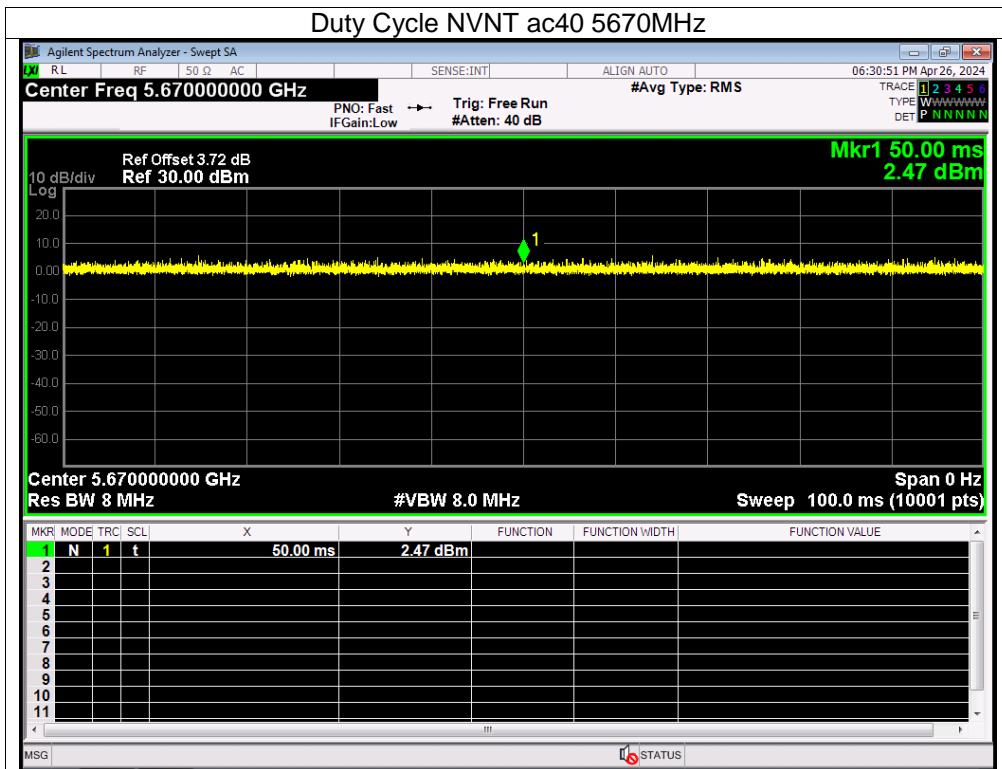 Duty Cycle NVNT ac40 5670MHz
Agilent Spectrum Analyzer - Swept SA
LXI RL RF 50 Ω AC SENSE:INT ALIGN AUTO 06:30:51 PM Apr 26, 2024
Center Freq 5.670000000 GHz #Avg Type: RMS TRACE 1 2 3 4 5 6
PNO: Fast Trig: Free Run TYPE WWWWWW
IFGain:Low #Atten: 40 dB DET P N N N N N
Mkr1 50.00 ms
Ref Offset 3.72 dB
10 dB/div Ref 30.00 dBm 2.47 dBm
Log
20.0
10.0
1
0.00
-10.0
-20.0
-30.0
-40.0
-50.0
-60.0
Center 5.670000000 GHz Span 0 Hz
Res BW 8 MHz #VBW 8.0 MHz Sweep 100.0 ms (10001 pts)
MKR MODE TRC SCL X Y FUNCTION FUNCTION WIDTH FUNCTION VALUE
1 N 1 t 50.00 ms 2.47 dBm
2
3
4
5
6
7
8
9
10
11
MSG STATUS